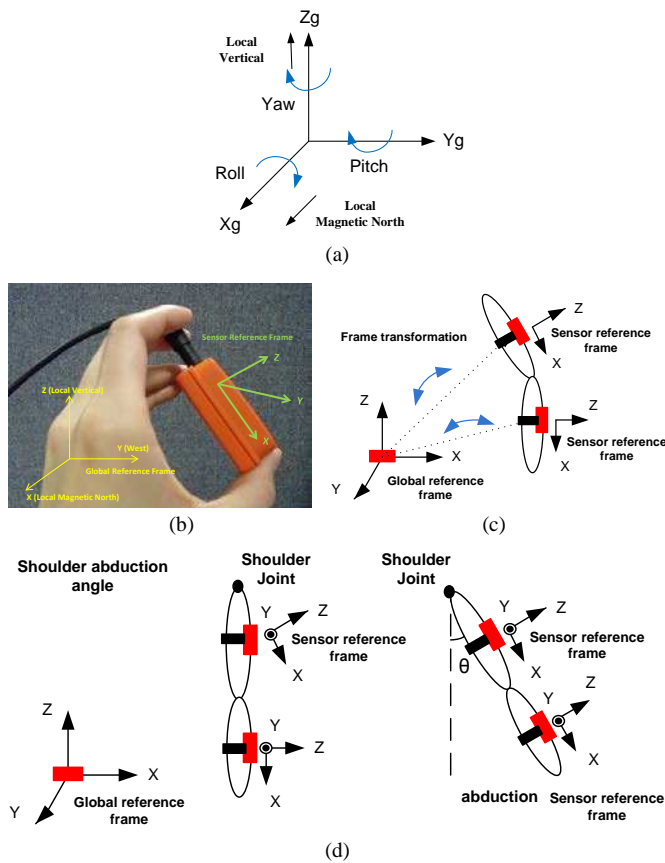 Zg
Local
Vertical
Yaw
Yg
Pitch
Roll
Xg
Local
Magnetic North
(a)
Sensor Reference Frame
Z
Y
X
Z (Local Vertical)
Y (West)
Global Reference Frame
X (Local Magnetic North)
(b)
Frame transformation
Z
Sensor reference
frame
X
Z
Sensor reference
frame
X
Z
X
Y
Global reference
frame
(c)
Shoulder abduction
angle
Z
X
Y
Global reference
frame
Shoulder
Joint
Y
Z
Sensor reference
frame
X
Y
Z
X
Shoulder
Joint
θ
Y
Z
Sensor reference
frame
X
Y
Z
X
abduction
Sensor reference
frame
(d)